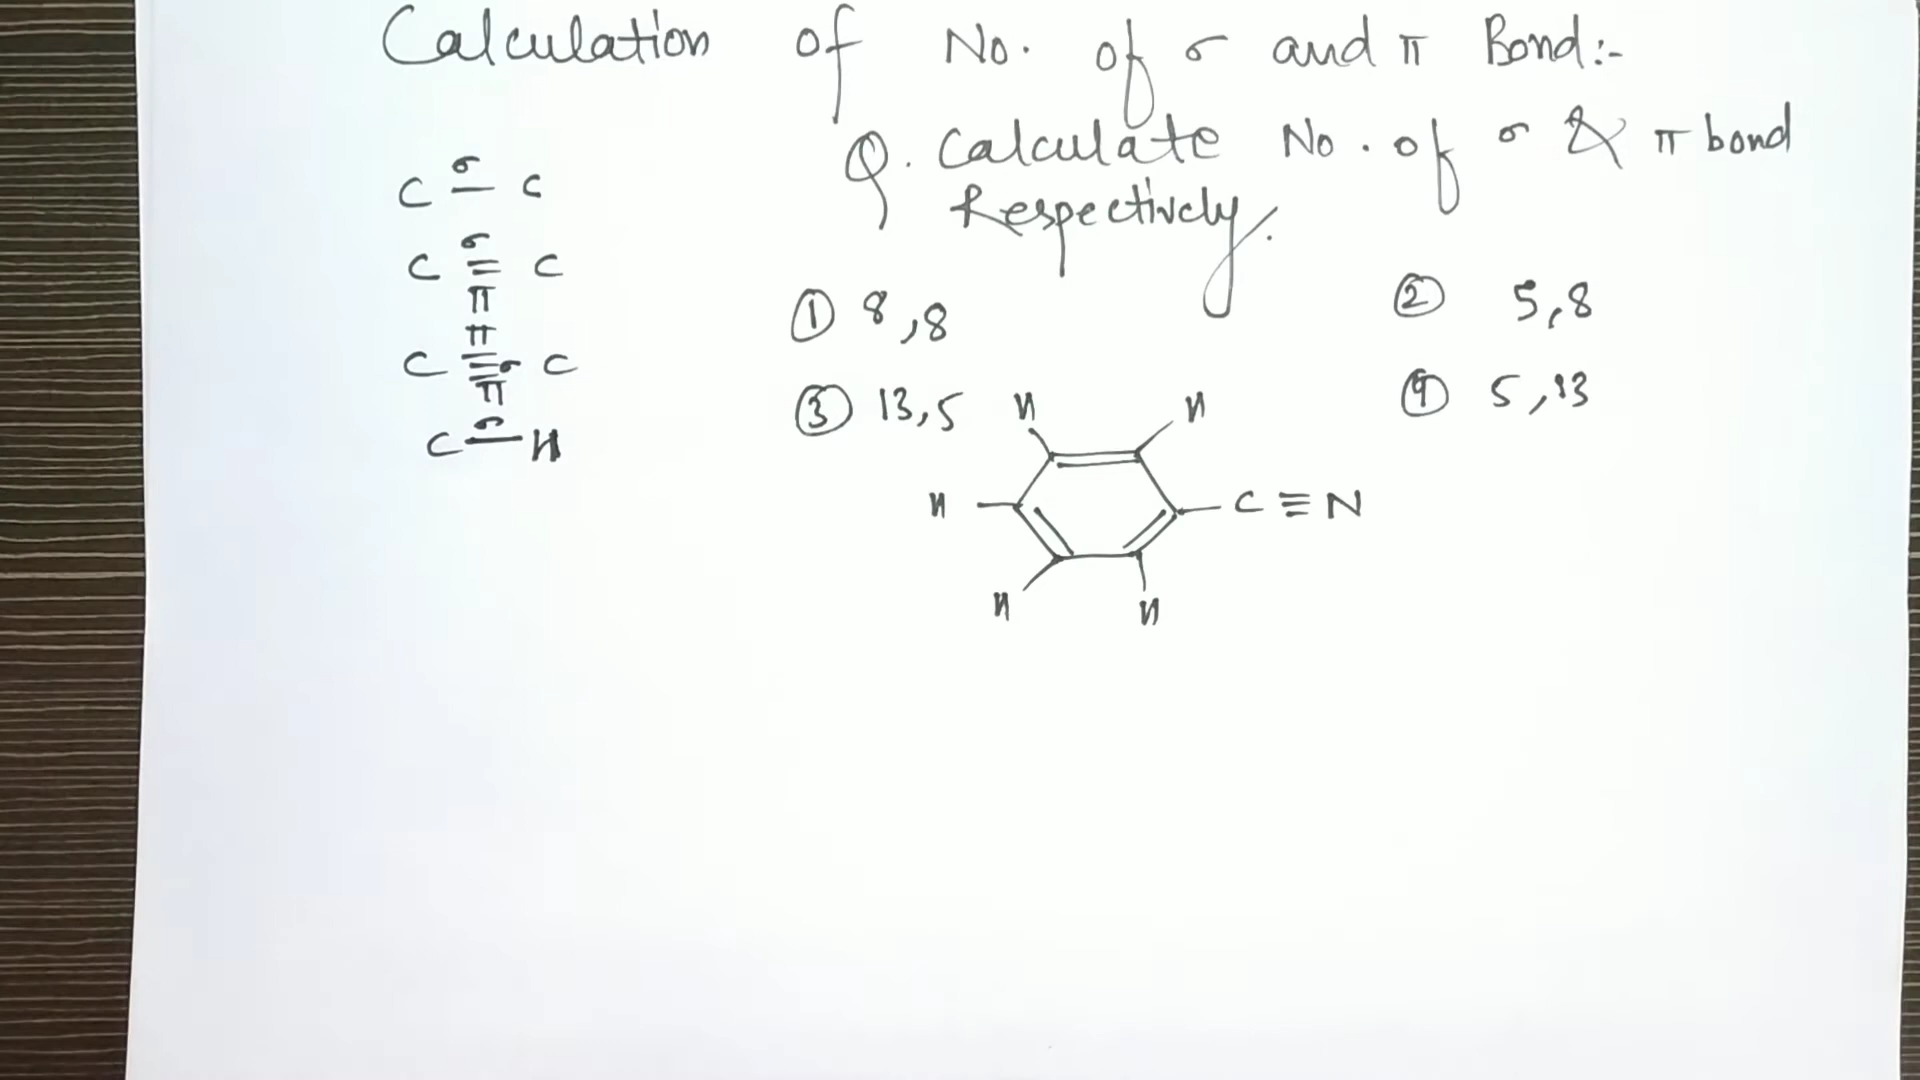 Calculation of No. of σ and π Bond:-
Q. Calculate No. of σ & π bond
Respectively.
① 8,8
② 5,8
③ 13,5
④ 5,13
σ
C — C
σ
C = C
π
π
C ≡σ C
π
σ
C — H
H H
H C ≡ N
H H